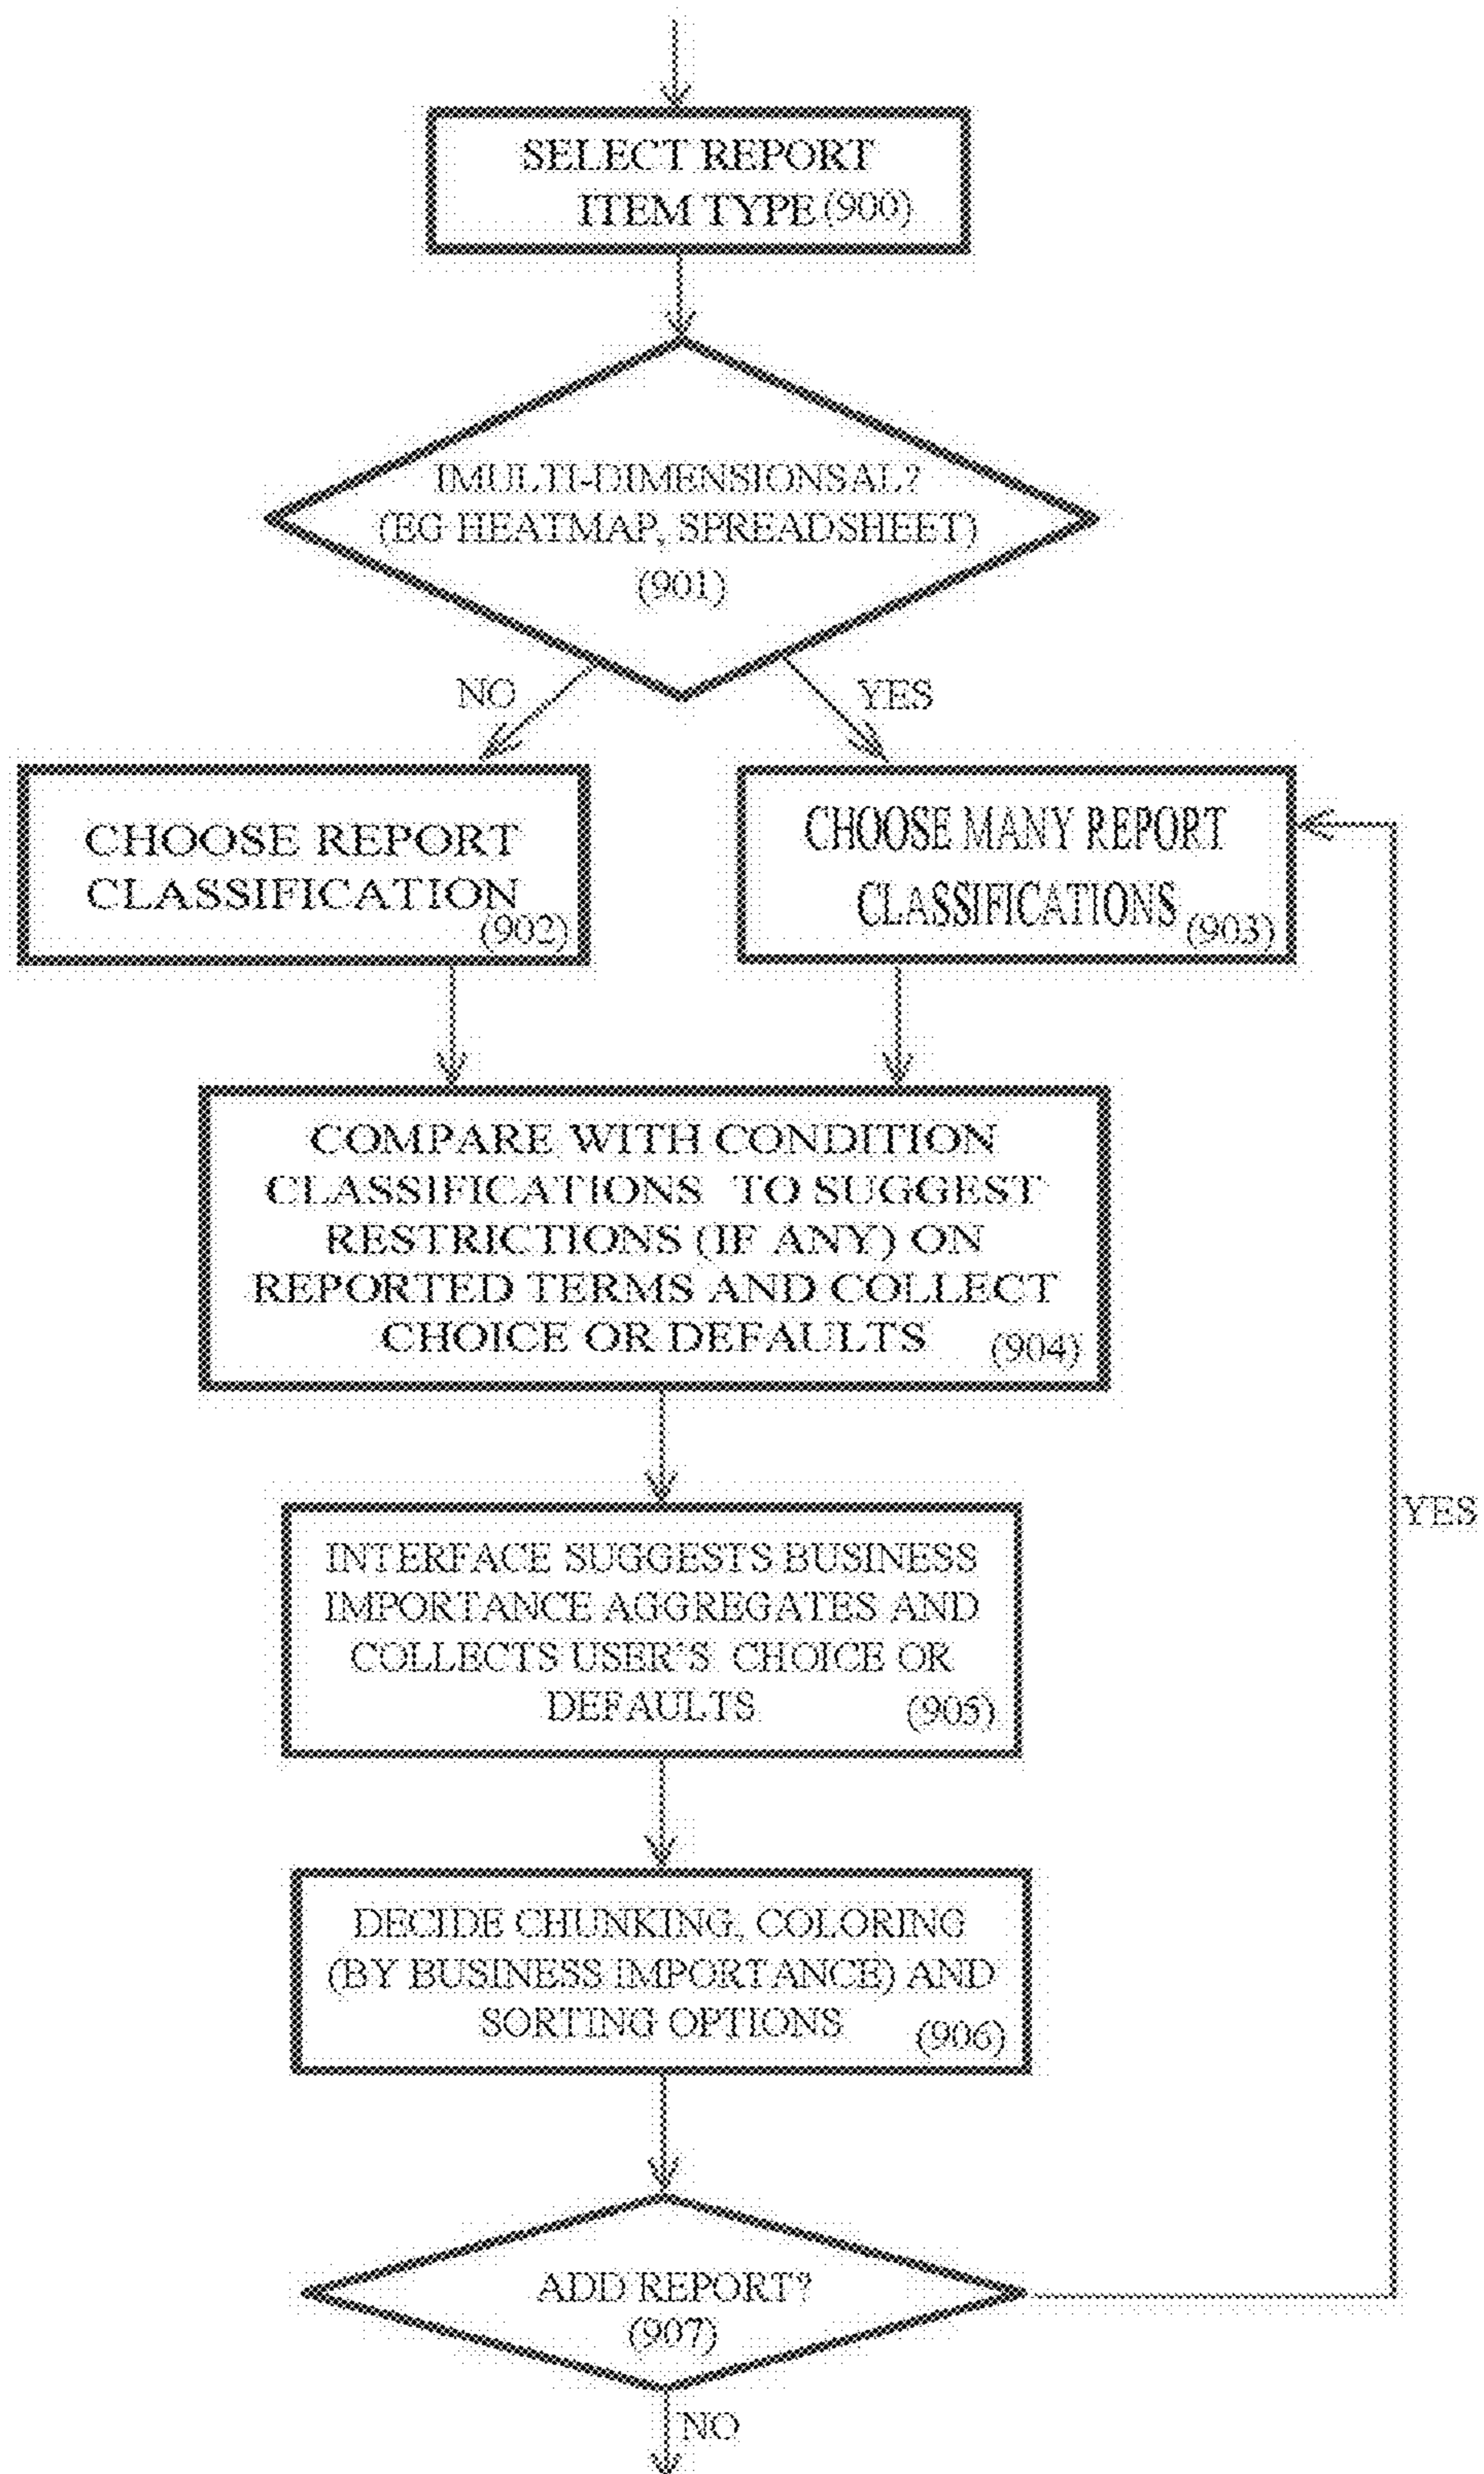 SELECT REPORT
ITEM TYPE (900)
IMULTI-DIMENSIONSAL?
(EG HEATMAP, SPREADSHEET)
(901)
NO
YES
CHOOSE REPORT
CLASSIFICATION
(902)
CHOOSE MANY REPORT
CLASSIFICATIONS (903)
COMPARE WITH CONDITION
CLASSIFICATIONS TO SUGGEST
RESTRICTIONS (IF ANY) ON
REPORTED TERMS AND COLLECT
CHOICE OR DEFAULTS (904)
YES
INTERFACE SUGGESTS BUSINESS
IMPORTANCE AGGREGATES AND
COLLECTS USER'S CHOICE OR
DEFAULTS (905)
DECIDE CHUNKING, COLORING
(BY BUSINESS IMPORTANCE) AND
SORTING OPTIONS (906)
ADD REPORT?
(907)
NO